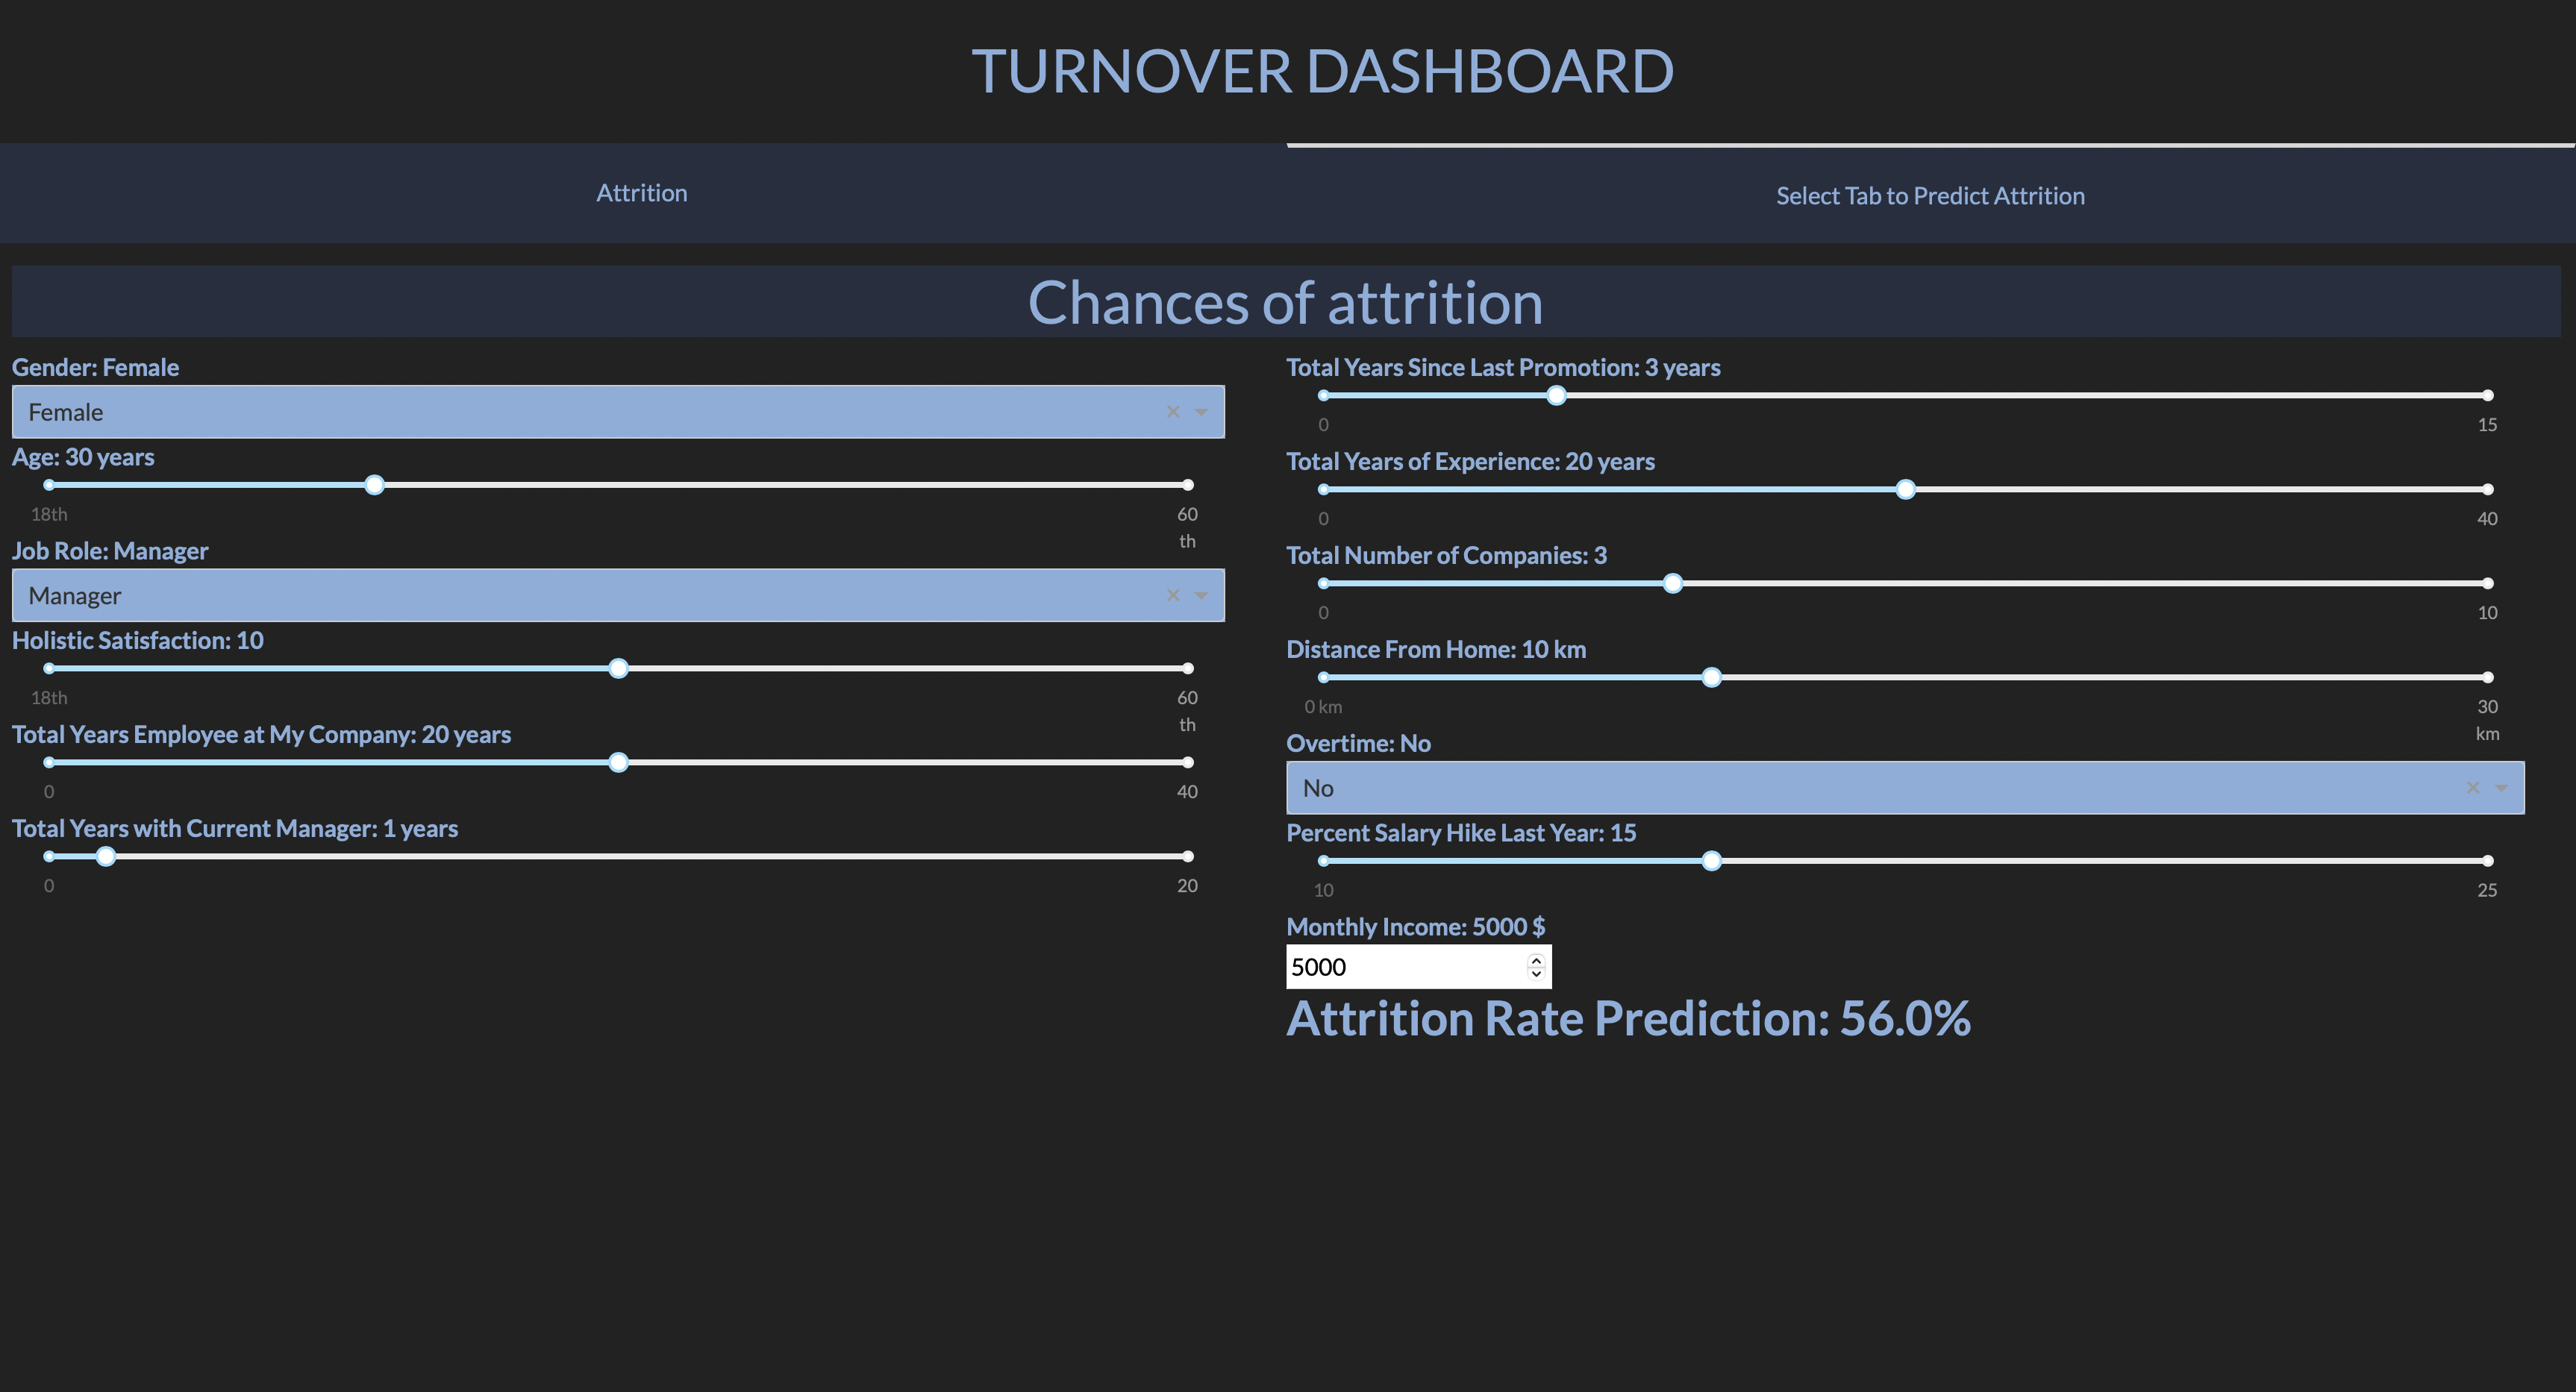 TURNOVER DASHBOARD
Attrition
Select Tab to Predict Attrition
Chances of attrition
Gender: Female
Female
Age: 30 years
18th
60
th
Job Role: Manager
Manager
Holistic Satisfaction: 10
18th
60
th
Total Years Employee at My Company: 20 years
0
40
Total Years with Current Manager: 1 years
0
20
Total Years Since Last Promotion: 3 years
0
15
Total Years of Experience: 20 years
0
40
Total Number of Companies: 3
0
10
Distance From Home: 10 km
0 km
30
km
Overtime: No
No
Percent Salary Hike Last Year: 15
10
25
Monthly Income: 5000 $
5000
Attrition Rate Prediction: 56.0%